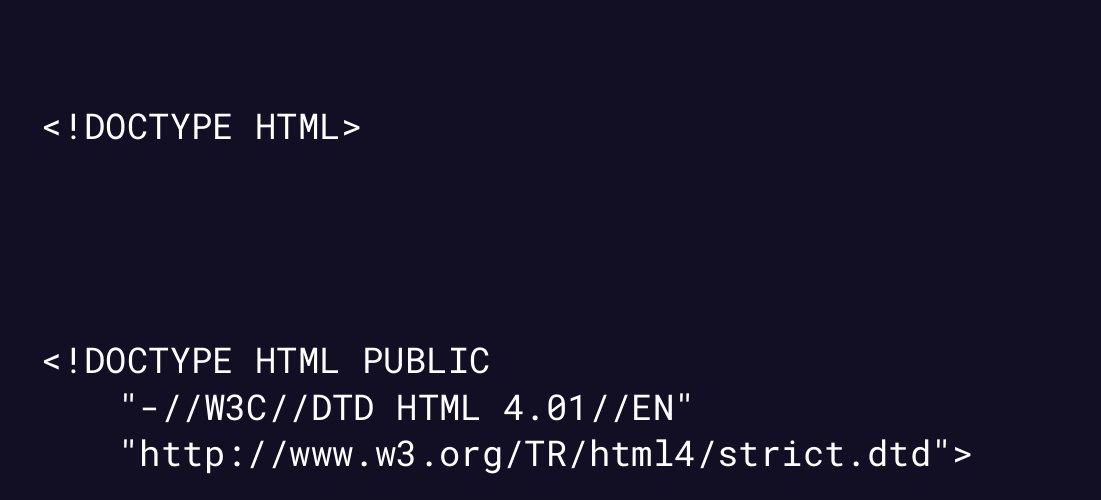 <!DOCTYPE HTML>
<!DOCTYPE HTML PUBLIC
"-//W3C//DTD HTML 4.01//EN"
"http://www.w3.org/TR/html4/strict.dtd">